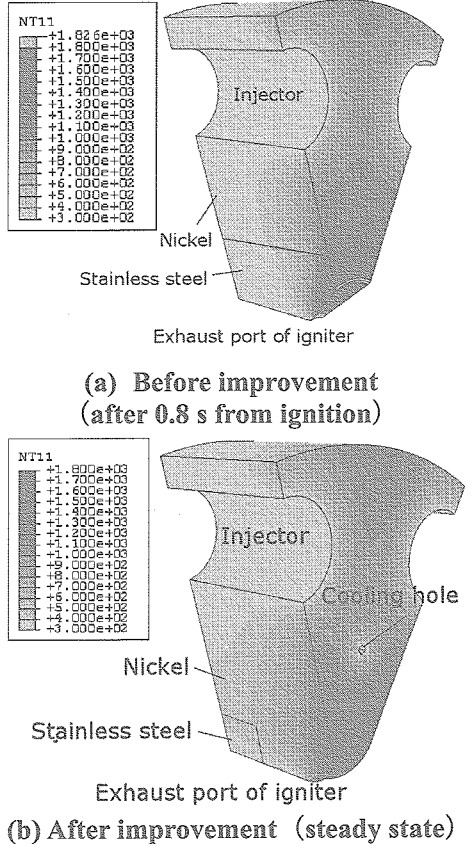 NT11
+1.826e+03
+1.800e+03
+1.700e+03
+1.600e+03
+1.500e+03
+1.400e+03
+1.300e+03
+1.200e+03
+1.100e+03
+1.000e+03
+9.000e+02
+8.000e+02
+7.000e+02
+6.000e+02
+5.000e+02
+4.000e+02
+3.000e+02
Injector
Nickel
Stainless steel
Exhaust port of igniter
(a) Before improvement
(after 0.8 s from ignition)
NT11
+1.800e+03
+1.700e+03
+1.600e+03
+1.500e+03
+1.400e+03
+1.300e+03
+1.200e+03
+1.100e+03
+1.000e+03
+9.000e+02
+8.000e+02
+7.000e+02
+6.000e+02
+5.000e+02
+4.000e+02
+3.000e+02
Injector
Cooling hole
Nickel
Stainless steel
Exhaust port of igniter
(b) After improvement (steady state)